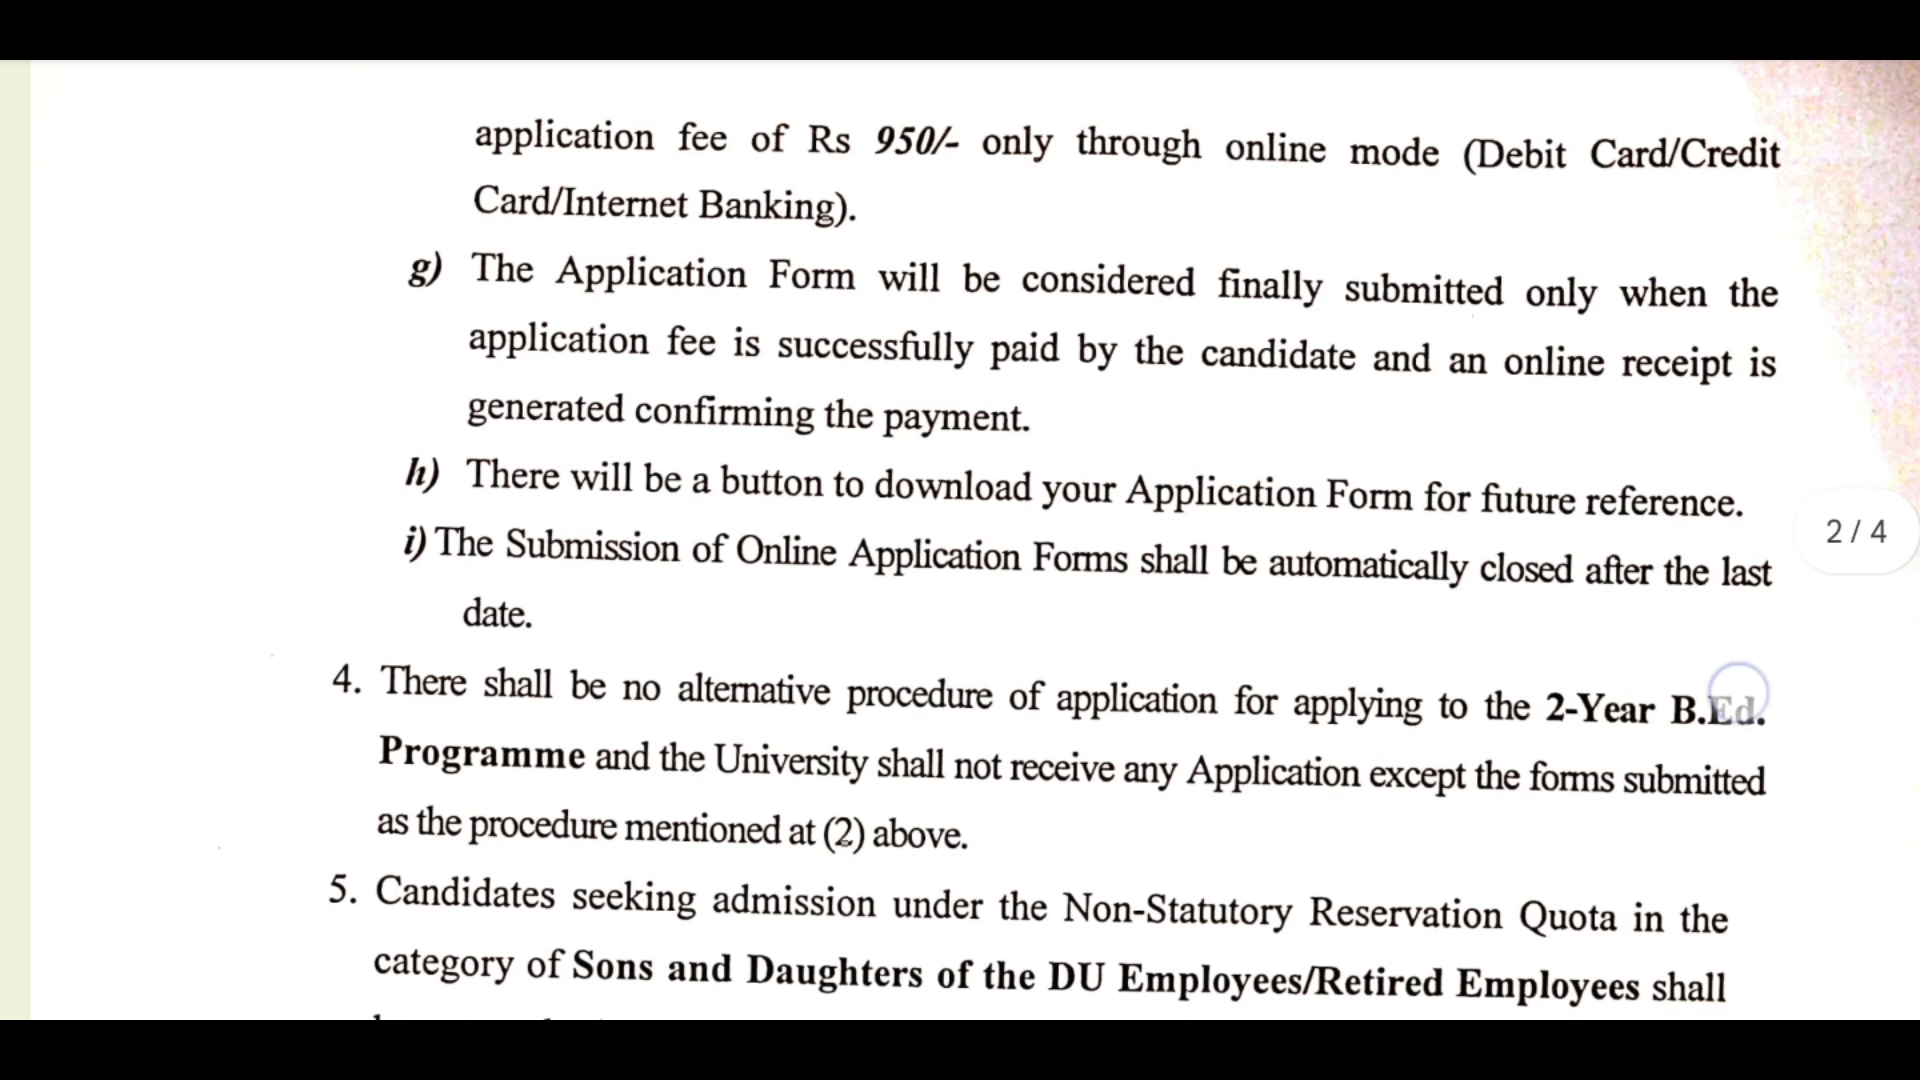 application fee of Rs 950/- only through online mode (Debit Card/Credit
Card/Internet Banking).
g) The Application Form will be considered finally submitted only when the
application fee is successfully paid by the candidate and an online receipt is
generated confirming the payment.
h) There will be a button to download your Application Form for future reference.
i) The Submission of Online Application Forms shall be automatically closed after the last
date.
2 / 4
4. There shall be no alternative procedure of application for applying to the 2-Year B.Ed.
Programme and the University shall not receive any Application except the forms submitted
as the procedure mentioned at (2) above.
5. Candidates seeking admission under the Non-Statutory Reservation Quota in the
category of Sons and Daughters of the DU Employees/Retired Employees shall